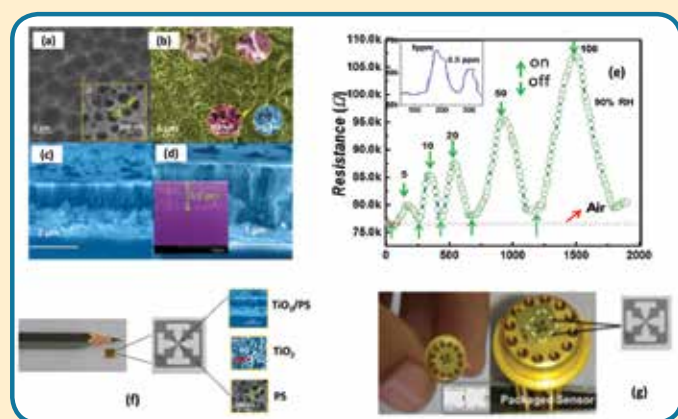 (a)
(b)
(c)
(d)
110.0k
105.0k
100.0k
95.0k
90.0k
85.0k
80.0k
75.0k
Resistance (Ω)
5ppm
0.5 ppm
on
off
100
50
20
10
5
(e)
90% RH
Air
0
500
1000
1500
2000
TiO₂/PS
TiO₂
PS
(f)
(g)
Packaged Sensor